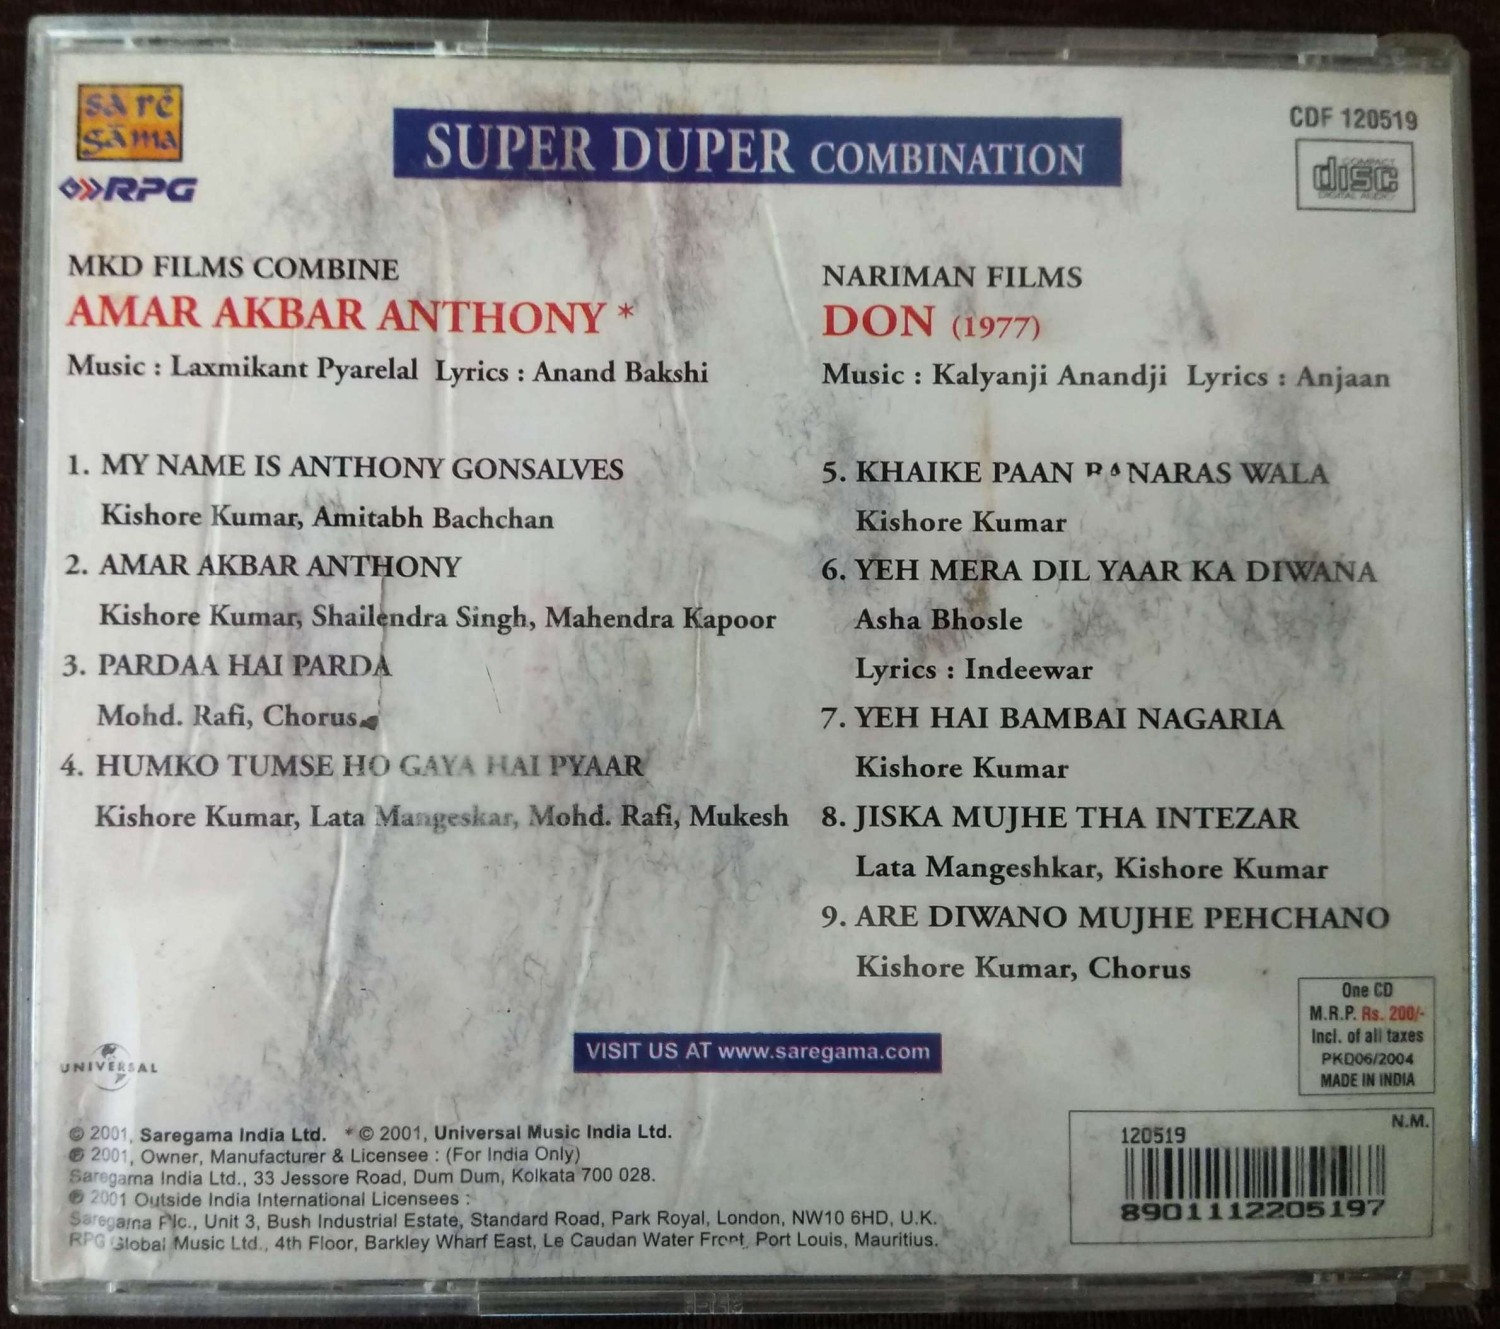 sa rē
gāma
RPG
SUPER DUPER COMBINATION
CDF 120519
COMPACT
disc
DIGITAL AUDIO
MKD FILMS COMBINE
AMAR AKBAR ANTHONY *
Music : Laxmikant Pyarelal Lyrics : Anand Bakshi
1. MY NAME IS ANTHONY GONSALVES
Kishore Kumar, Amitabh Bachchan
2. AMAR AKBAR ANTHONY
Kishore Kumar, Shailendra Singh, Mahendra Kapoor
3. PARDAA HAI PARDA
Mohd. Rafi, Chorus
4. HUMKO TUMSE HO GAYA HAI PYAAR
Kishore Kumar, Lata Mangeskar, Mohd. Rafi, Mukesh
NARIMAN FILMS
DON (1977)
Music : Kalyanji Anandji Lyrics : Anjaan
5. KHAIKE PAAN BANARAS WALA
Kishore Kumar
6. YEH MERA DIL YAAR KA DIWANA
Asha Bhosle
Lyrics : Indeewar
7. YEH HAI BAMBAI NAGARIA
Kishore Kumar
8. JISKA MUJHE THA INTEZAR
Lata Mangeshkar, Kishore Kumar
9. ARE DIWANO MUJHE PEHCHANO
Kishore Kumar, Chorus
One CD
M.R.P. Rs. 200/-
Incl. of all taxes
PKD06/2004
MADE IN INDIA
VISIT US AT www.saregama.com
UNIVERSAL
© 2001, Saregama India Ltd. * © 2001, Universal Music India Ltd.
℗ 2001, Owner, Manufacturer & Licensee : (For India Only)
Saregama India Ltd., 33 Jessore Road, Dum Dum, Kolkata 700 028.
℗ 2001 Outside India International Licensees :
Saregama Plc., Unit 3, Bush Industrial Estate, Standard Road, Park Royal, London, NW10 6HD, U.K.
RPG Global Music Ltd., 4th Floor, Barkley Wharf East, Le Caudan Water Front, Port Louis, Mauritius.
N.M.
120519
8901112205197